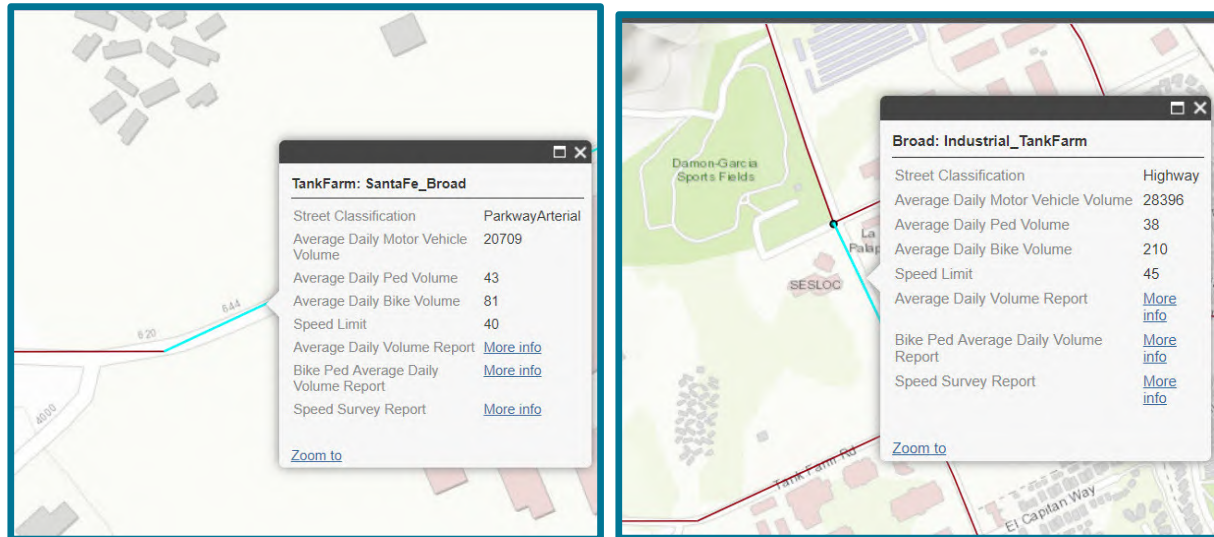 TankFarm: SantaFe_Broad
Street Classification ParkwayArterial
Average Daily Motor Vehicle 20709
Volume
Average Daily Ped Volume 43
Average Daily Bike Volume 81
Speed Limit 40
Average Daily Volume Report More info
Bike Ped Average Daily More info
Volume Report
Speed Survey Report More info
Zoom to
644
620
4000
Broad: Industrial_TankFarm
Street Classification Highway
Average Daily Motor Vehicle Volume 28396
Average Daily Ped Volume 38
Average Daily Bike Volume 210
Speed Limit 45
Average Daily Volume Report More
info
Bike Ped Average Daily Volume More
Report info
Speed Survey Report More
info
Zoom to
Damon-Garcia
Sports Fields
La
Palap
SESLOC
Tank Farm Rd
El Capitan Way